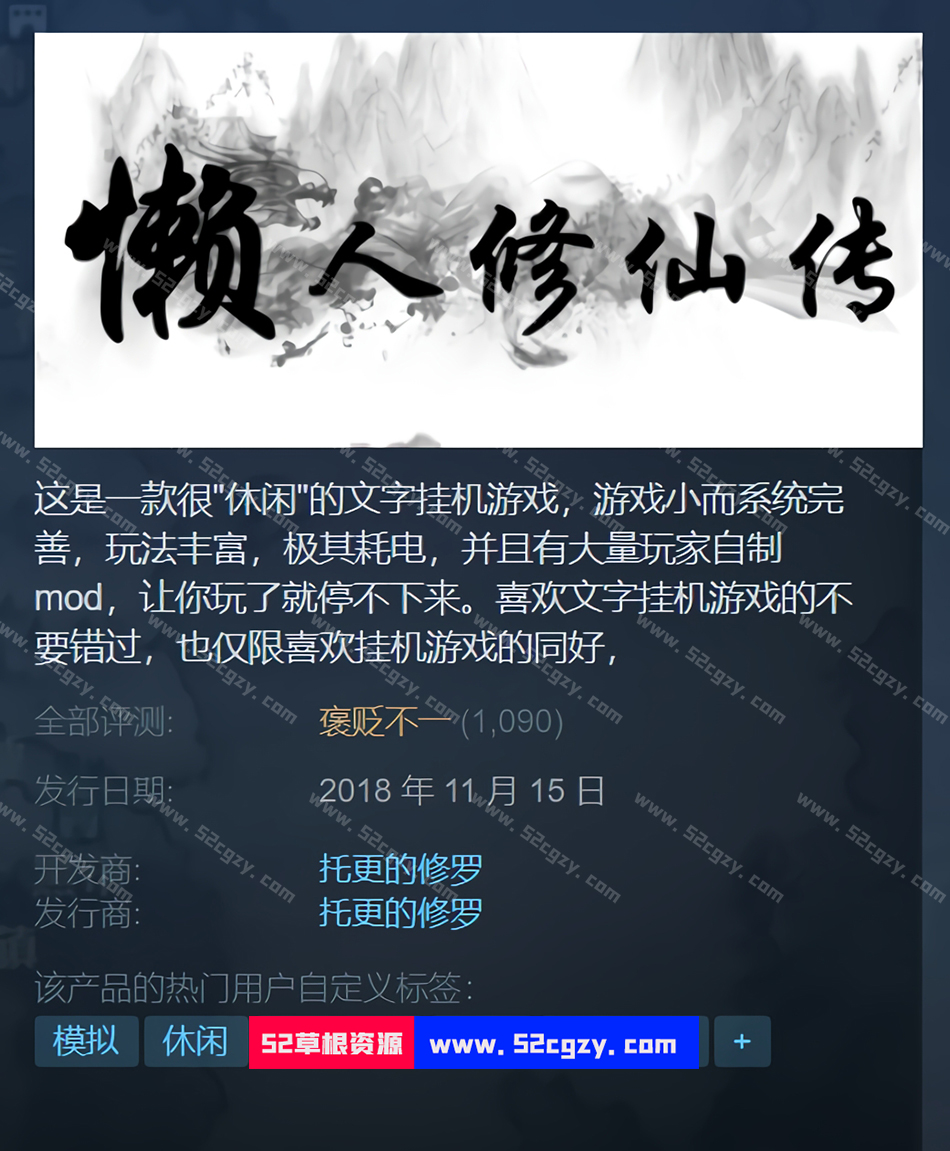 懒人修仙传
这是一款很"休闲"的文字挂机游戏，游戏小而系统完
善，玩法丰富，极其耗电，并且有大量玩家自制
mod，让你玩了就停不下来。喜欢文字挂机游戏的不
要错过，也仅限喜欢挂机游戏的同好，
全部评测: 褒贬不一 (1,090)
发行日期: 2018 年 11 月 15 日
开发商: 托更的修罗
发行商: 托更的修罗
该产品的热门用户自定义标签：
模拟 休闲 52草根资源 www.52cgzy.com +